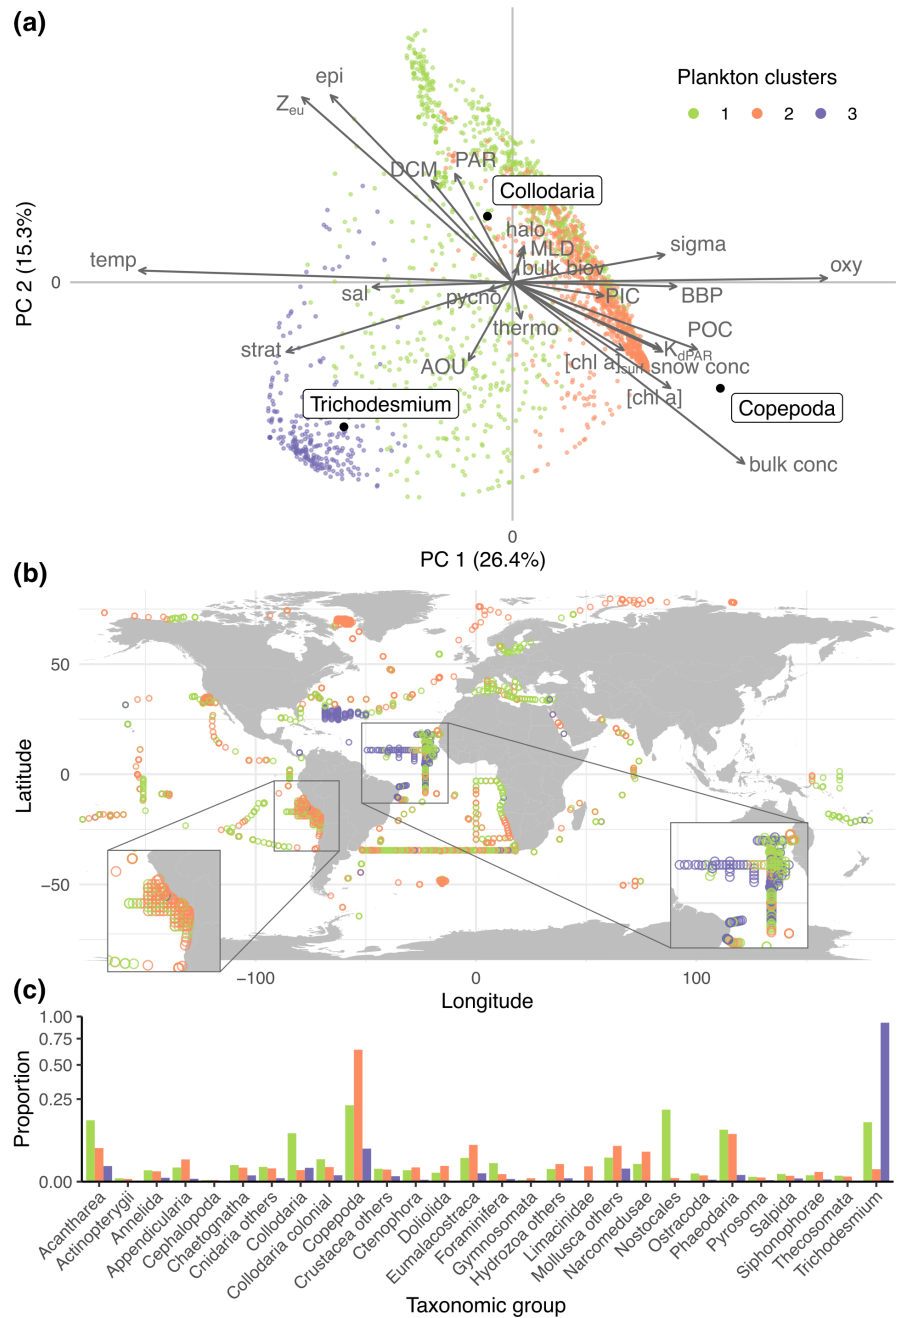 (a)
Plankton clusters
1 2 3
epi
Z_eu
DCM PAR
Collodaria
halo
MLD
bulk biov
sigma
temp
oxy
0
sal
pycno
PIC
BBP
thermo
POC
strat
AOU
K_dPAR
[chl a]_surf snow conc
[chl a]
Trichodesmium
Copepoda
bulk conc
PC 2 (15.3%)
0
PC 1 (26.4%)
(b)
50
0
−50
Latitude
−100 0 100
Longitude
(c)
1.00
0.75
0.50
0.25
0.00
Proportion
Acantharea
Actinopterygii
Annelida
Appendicularia
Cephalopoda
Chaetognatha
Cnidaria others
Collodaria
Collodaria colonial
Copepoda
Crustacea others
Ctenophora
Doliolida
Eumalacostraca
Foraminifera
Gymnosomata
Hydrozoa others
Limacinidae
Mollusca others
Narcomedusae
Nostocales
Ostracoda
Phaeodaria
Pyrosoma
Salpida
Siphonophorae
Thecosomata
Trichodesmium
Taxonomic group